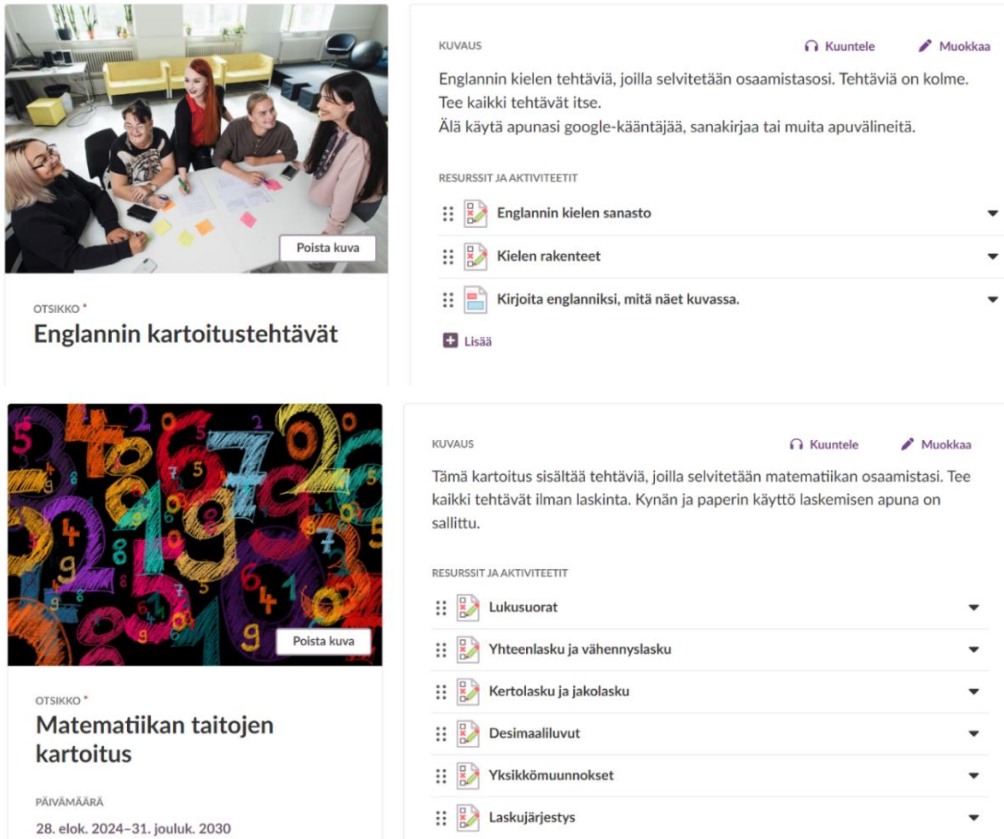 Poista kuva
OTSIKKO *
Englannin kartoitustehtävät
KUVAUS
Kuuntele
Muokkaa
Englannin kielen tehtäviä, joilla selvitetään osaamistasosi. Tehtäviä on kolme.
Tee kaikki tehtävät itse.
Älä käytä apunasi google-kääntäjää, sanakirjaa tai muita apuvälineitä.
RESURSSIT JA AKTIVITEETIT
Englannin kielen sanasto
Kielen rakenteet
Kirjoita englanniksi, mitä näet kuvassa.
Lisää
Poista kuva
OTSIKKO *
Matematiikan taitojen
kartoitus
PÄIVÄMÄÄRÄ
28. elok. 2024–31. jouluk. 2030
KUVAUS
Kuuntele
Muokkaa
Tämä kartoitus sisältää tehtäviä, joilla selvitetään matematiikan osaamistasi. Tee
kaikki tehtävät ilman laskinta. Kynän ja paperin käyttö laskemisen apuna on
sallittu.
RESURSSIT JA AKTIVITEETIT
Lukusuorat
Yhteenlasku ja vähennyslasku
Kertolasku ja jakolasku
Desimaaliluvut
Yksikkömuunnokset
Laskujärjestys